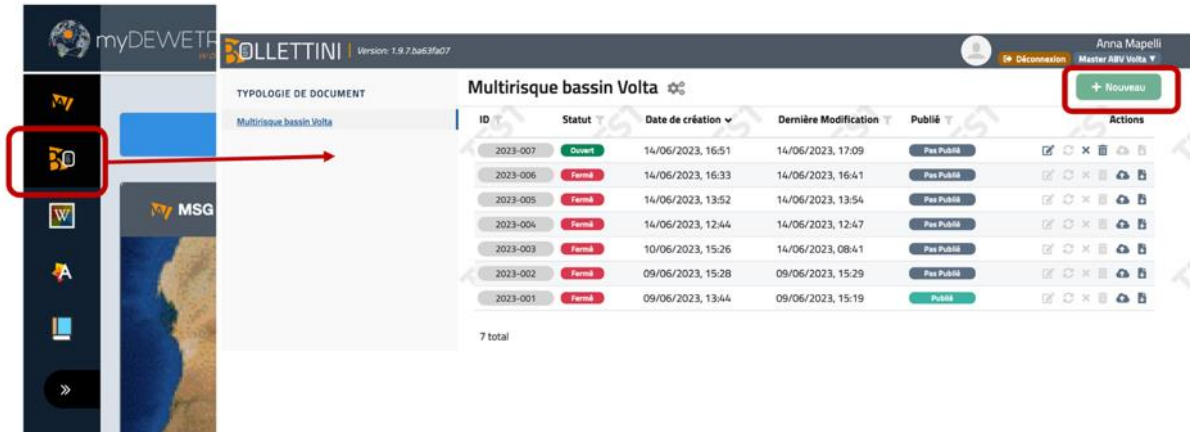 myDEWETR
BOLLETTINI | Version: 1.9.7.ba63fa07
Anna Mapelli
Déconnexion Master ABV Volta ▼
TYPOLOGIE DE DOCUMENT
Multirisque bassin Volta
MSG
Multirisque bassin Volta
+ Nouveau
ID Statut Date de création Dernière Modification Publié Actions
2023-007 Ouvert 14/06/2023, 16:51 14/06/2023, 17:09 Pas Publié
2023-006 Fermé 14/06/2023, 16:33 14/06/2023, 16:41 Pas Publié
2023-005 Fermé 14/06/2023, 13:52 14/06/2023, 13:54 Pas Publié
2023-004 Fermé 14/06/2023, 12:44 14/06/2023, 12:47 Pas Publié
2023-003 Fermé 10/06/2023, 15:26 14/06/2023, 08:41 Pas Publié
2023-002 Fermé 09/06/2023, 15:28 09/06/2023, 15:29 Pas Publié
2023-001 Fermé 09/06/2023, 13:44 09/06/2023, 15:19 Publié
7 total